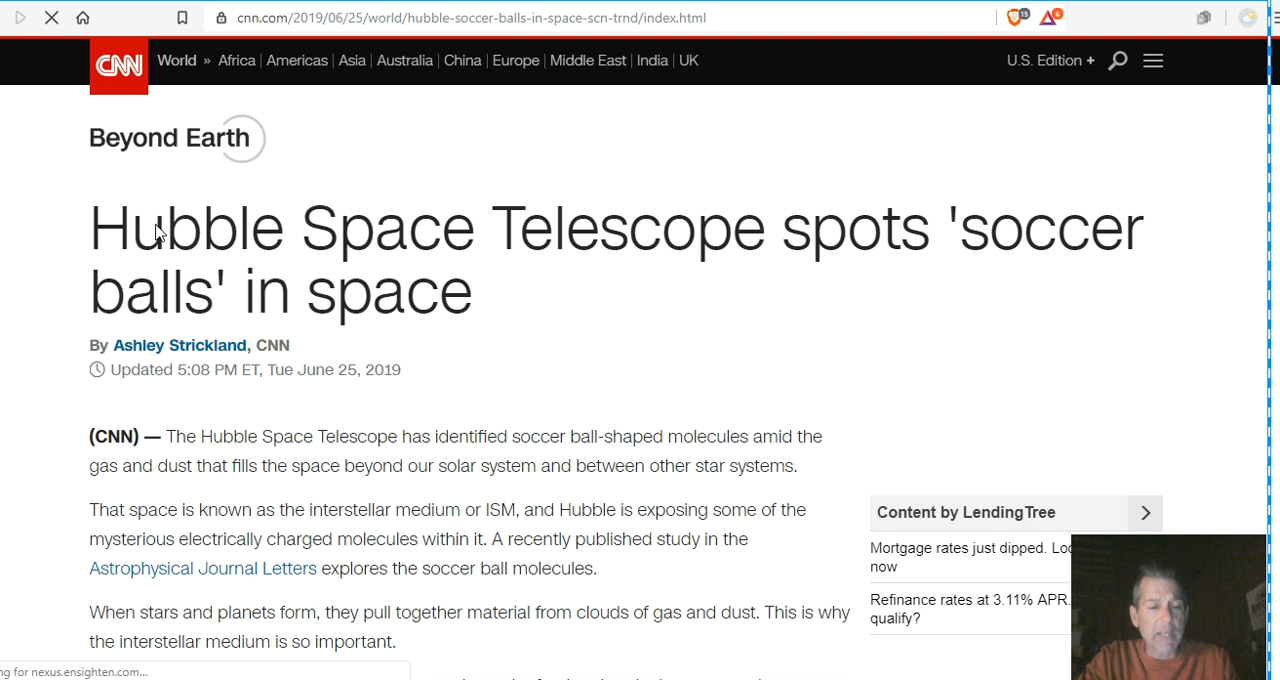 cnn.com/2019/06/25/world/hubble-soccer-balls-in-space-scn-trnd/index.html
15
6
CNN World » Africa | Americas | Asia | Australia | China | Europe | Middle East | India | UK
U.S. Edition +
Beyond Earth
Hubble Space Telescope spots 'soccer
balls' in space
By Ashley Strickland, CNN
Updated 5:08 PM ET, Tue June 25, 2019
(CNN) — The Hubble Space Telescope has identified soccer ball-shaped molecules amid the
gas and dust that fills the space beyond our solar system and between other star systems.
That space is known as the interstellar medium or ISM, and Hubble is exposing some of the
mysterious electrically charged molecules within it. A recently published study in the
Astrophysical Journal Letters explores the soccer ball molecules.
When stars and planets form, they pull together material from clouds of gas and dust. This is why
the interstellar medium is so important.
Content by LendingTree
Mortgage rates just dipped.
now
Refinance rates at 3.11% APR.
qualify?
ng for nexus.ensighten.com...